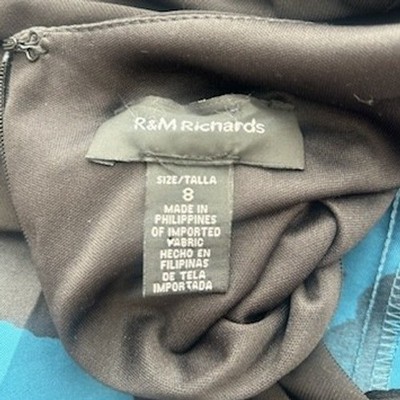 R&M RICHARDS
SIZE/TALLA
8
MADE IN
PHILIPPINES
OF IMPORTED
FABRIC
HECHO EN
FILIPINAS
DE TELA
IMPORTADA